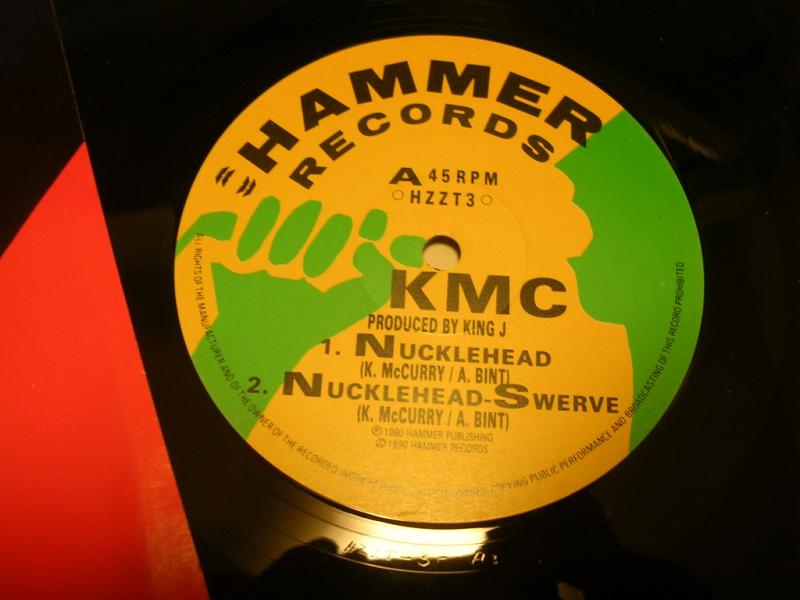 HAMMER
RECORDS
A 45 RPM
HZZT3
KMC
PRODUCED BY KING J
1. NUCKLEHEAD
(K. McCURRY / A. BINT)
2. NUCKLEHEAD-SWERVE
(K. McCURRY / A. BINT)
℗ 1990 HAMMER PUBLISHING
© 1990 HAMMER RECORDS
ALL RIGHTS OF THE MANUFACTURER AND OF THE OWNER OF THE RECORDED WORK COPYING PUBLIC PERFORMANCE AND BROADCASTING OF THIS RECORD PROHIBITED